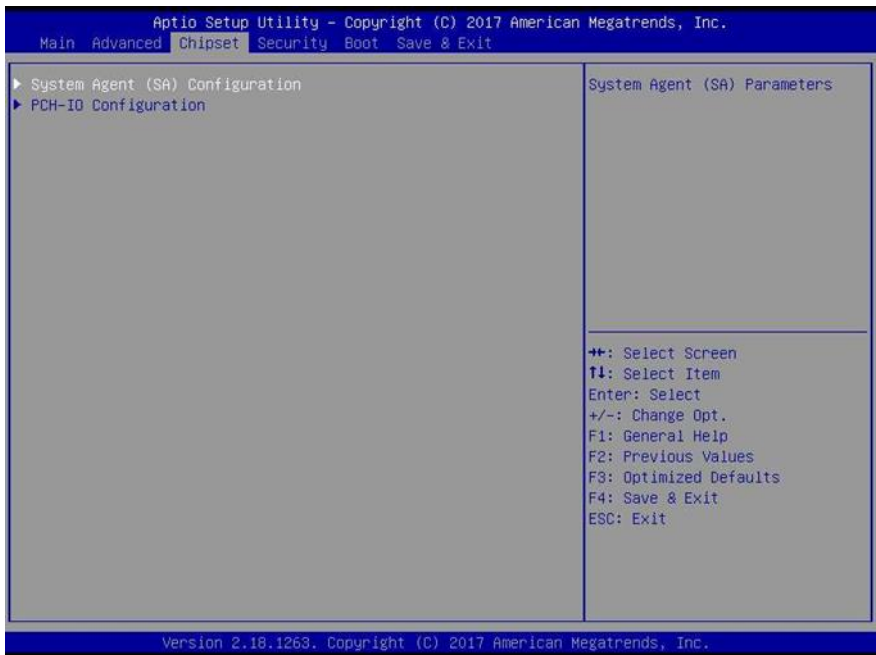 Aptio Setup Utility – Copyright (C) 2017 American Megatrends, Inc.
Main Advanced Chipset Security Boot Save & Exit
▶ System Agent (SA) Configuration
▶ PCH-IO Configuration
System Agent (SA) Parameters
→←: Select Screen
↑↓: Select Item
Enter: Select
+/-: Change Opt.
F1: General Help
F2: Previous Values
F3: Optimized Defaults
F4: Save & Exit
ESC: Exit
Version 2.18.1263. Copyright (C) 2017 American Megatrends, Inc.